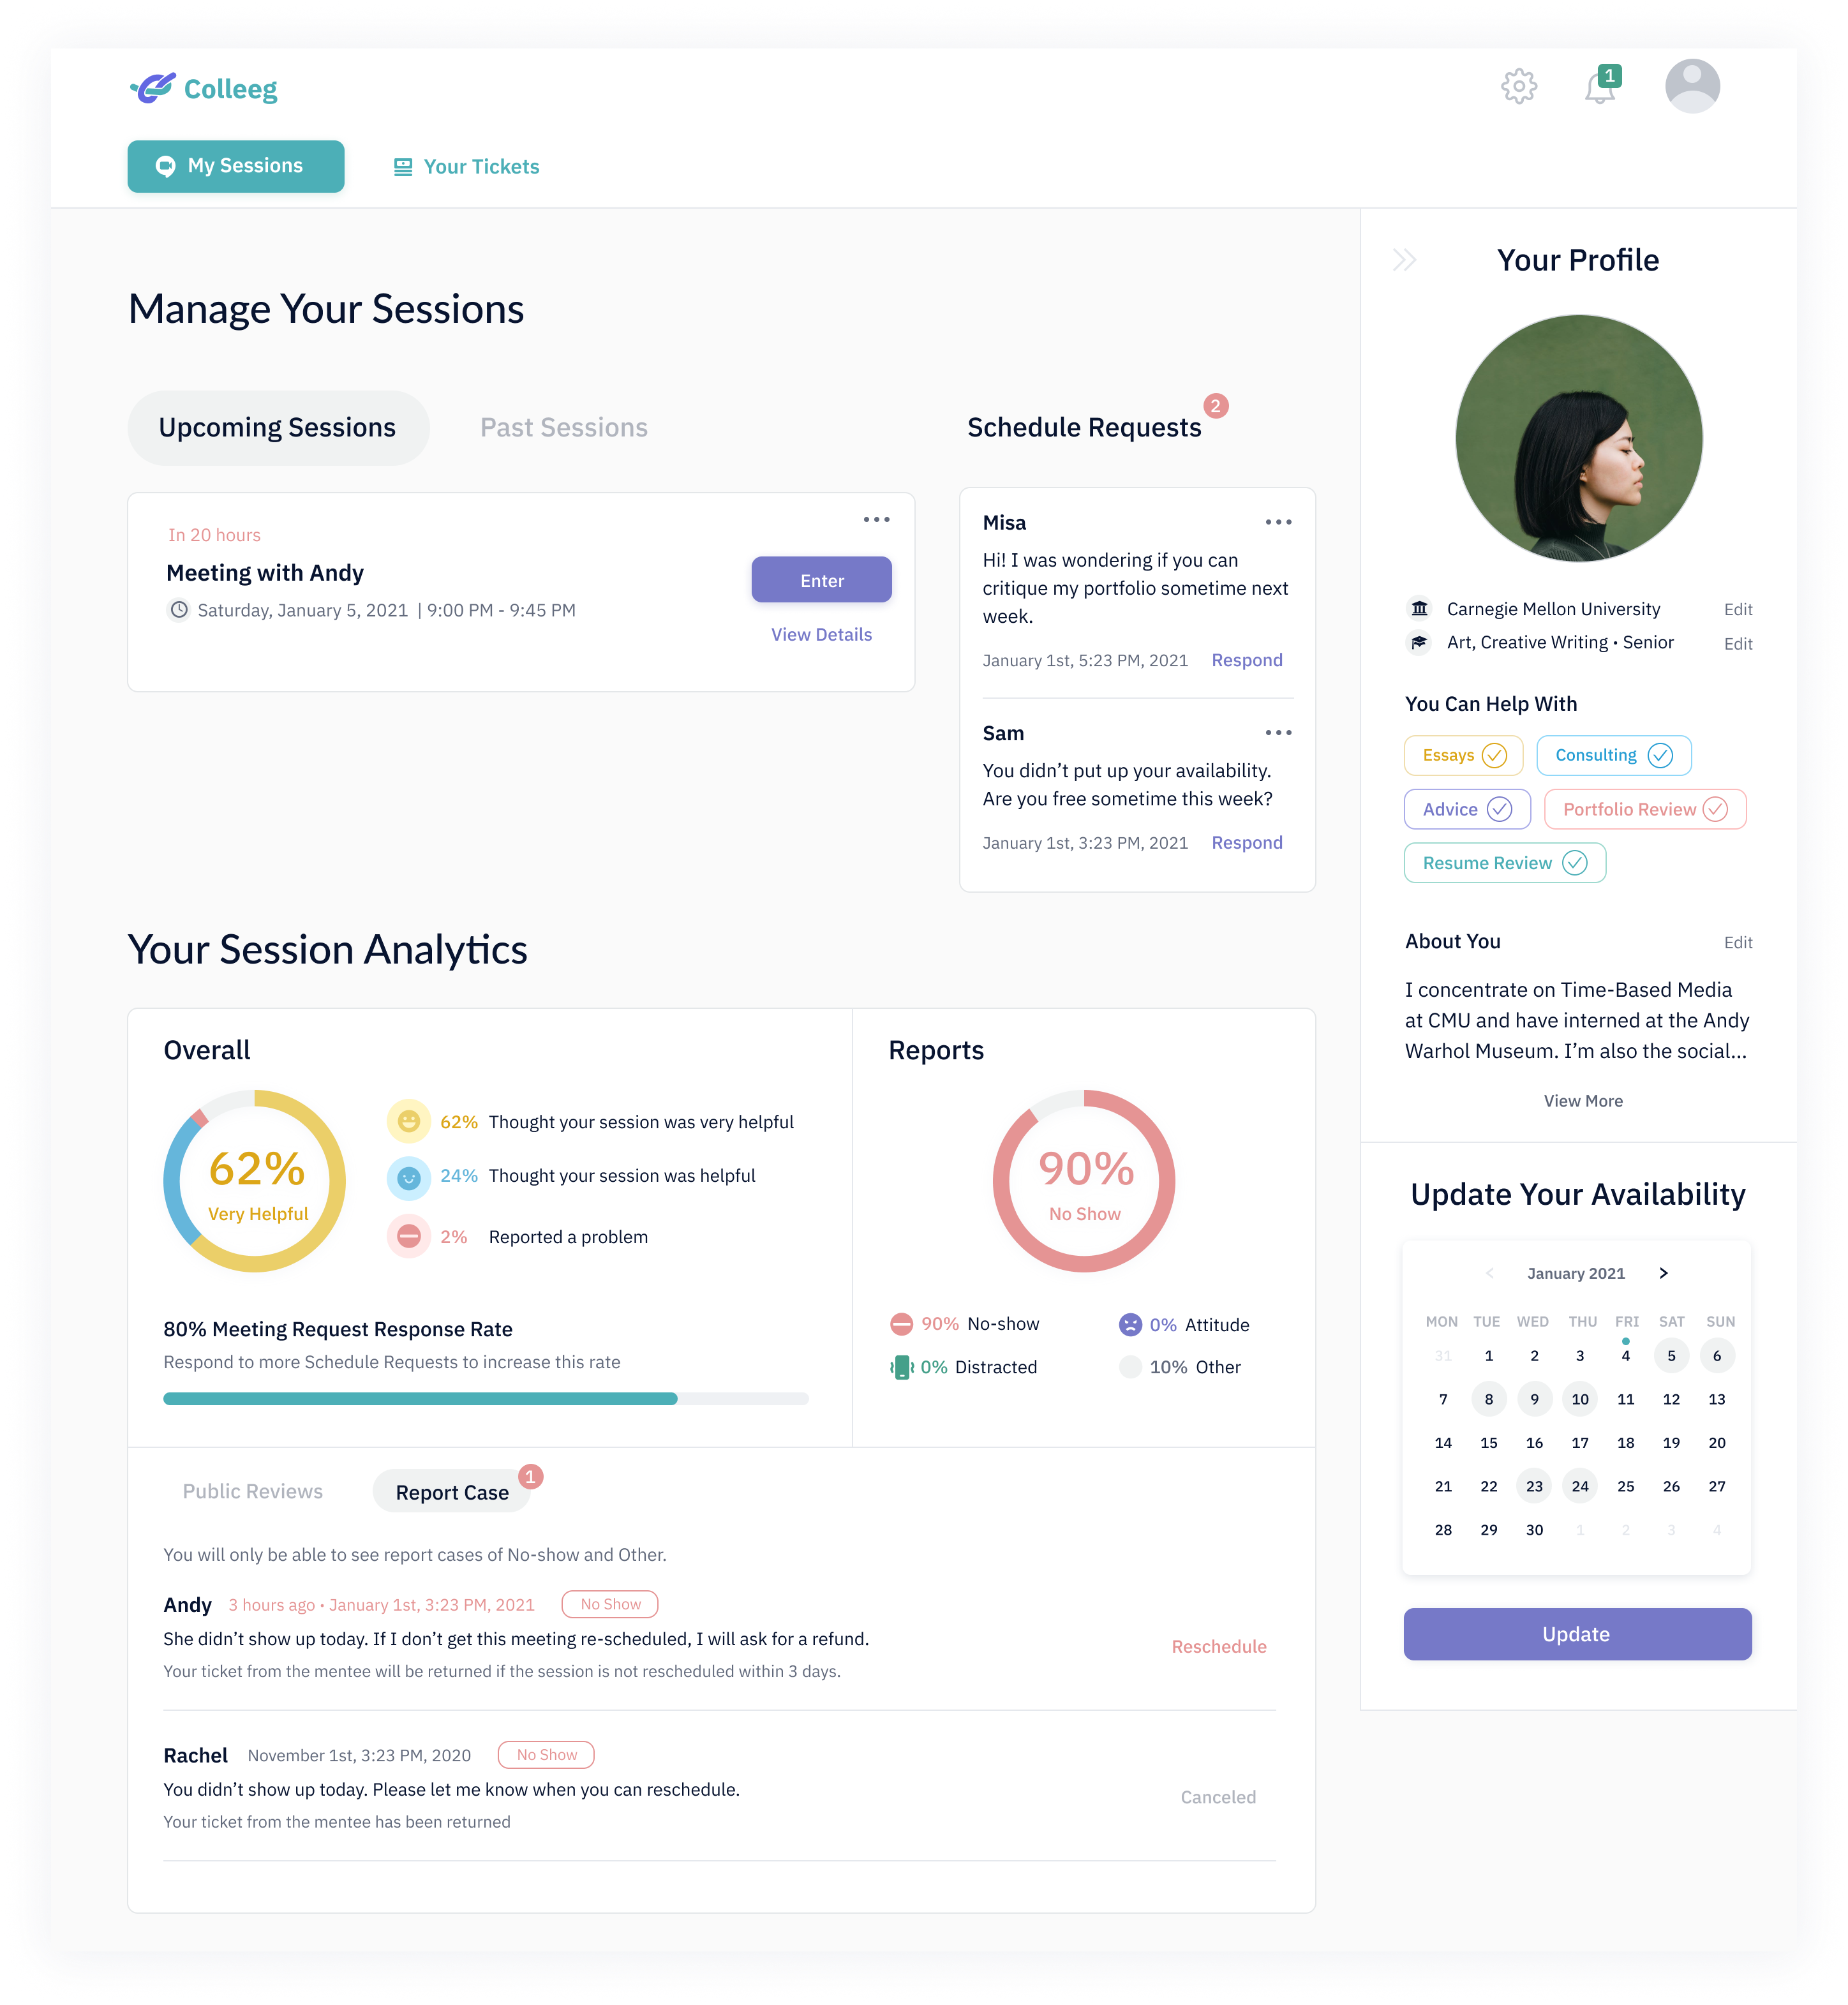 Colleeg
1
My Sessions
Your Tickets
Manage Your Sessions
Upcoming Sessions
Past Sessions
In 20 hours
Meeting with Andy
Saturday, January 5, 2021 | 9:00 PM - 9:45 PM
Enter
View Details
Schedule Requests
2
Misa
Hi! I was wondering if you can
critique my portfolio sometime next
week.
January 1st, 5:23 PM, 2021 Respond
Sam
You didn’t put up your availability.
Are you free sometime this week?
January 1st, 3:23 PM, 2021 Respond
Your Session Analytics
Overall
62%
Very Helpful
62% Thought your session was very helpful
24% Thought your session was helpful
2% Reported a problem
80% Meeting Request Response Rate
Respond to more Schedule Requests to increase this rate
Reports
90%
No Show
90% No-show
0% Attitude
0% Distracted
10% Other
Public Reviews
Report Case
1
You will only be able to see report cases of No-show and Other.
Andy 3 hours ago • January 1st, 3:23 PM, 2021 No Show
She didn’t show up today. If I don’t get this meeting re-scheduled, I will ask for a refund.
Your ticket from the mentee will be returned if the session is not rescheduled within 3 days.
Reschedule
Rachel November 1st, 3:23 PM, 2020 No Show
You didn’t show up today. Please let me know when you can reschedule.
Your ticket from the mentee has been returned
Canceled
Your Profile
Carnegie Mellon University Edit
Art, Creative Writing • Senior Edit
You Can Help With
Essays
Consulting
Advice
Portfolio Review
Resume Review
About You Edit
I concentrate on Time-Based Media
at CMU and have interned at the Andy
Warhol Museum. I’m also the social...
View More
Update Your Availability
< January 2021 >
MON TUE WED THU FRI SAT SUN
31 1 2 3 4 5 6
7 8 9 10 11 12 13
14 15 16 17 18 19 20
21 22 23 24 25 26 27
28 29 30 1 2 3 4
Update